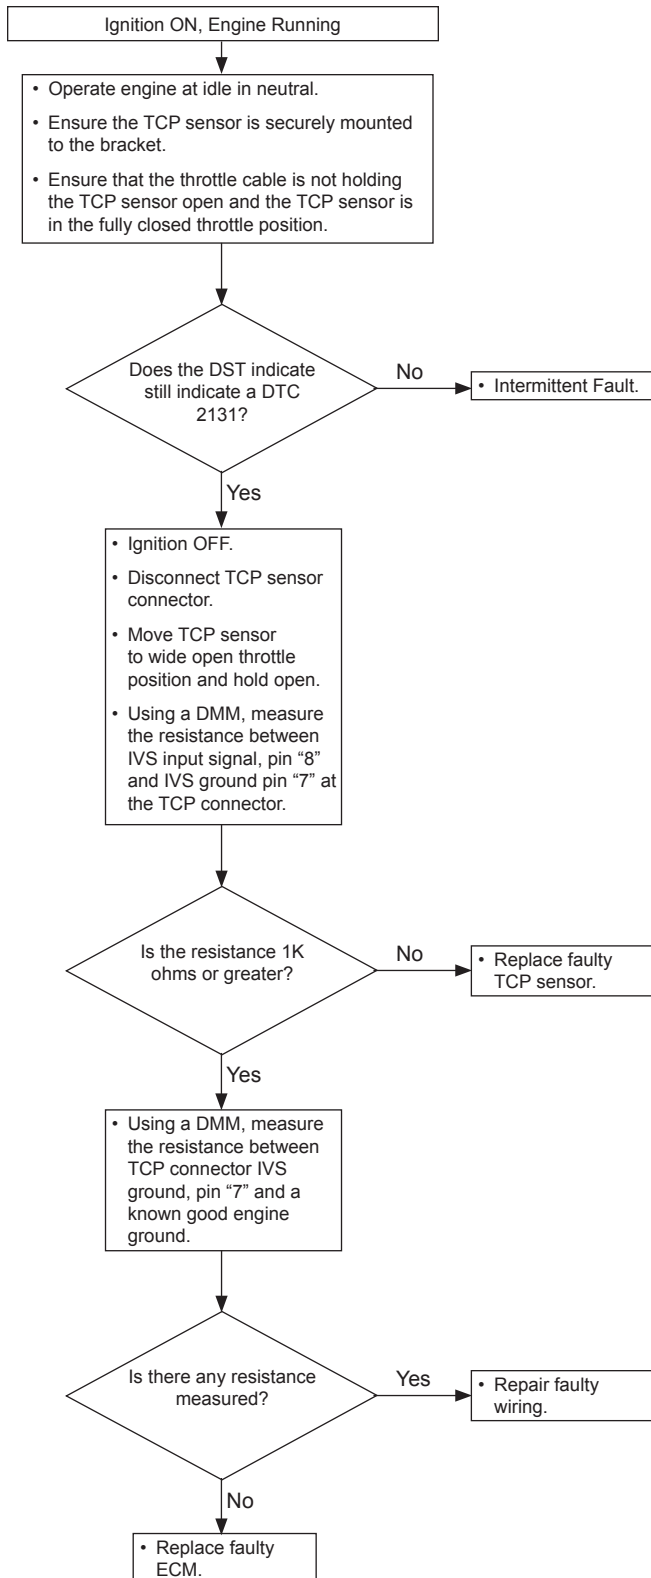 Ignition ON, Engine Running
• Operate engine at idle in neutral.
• Ensure the TCP sensor is securely mounted
to the bracket.
• Ensure that the throttle cable is not holding
the TCP sensor open and the TCP sensor is
in the fully closed throttle position.
Does the DST indicate
still indicate a DTC
2131?
No
• Intermittent Fault.
Yes
• Ignition OFF.
• Disconnect TCP sensor
connector.
• Move TCP sensor
to wide open throttle
position and hold open.
• Using a DMM, measure
the resistance between
IVS input signal, pin “8”
and IVS ground pin “7” at
the TCP connector.
Is the resistance 1K
ohms or greater?
No
• Replace faulty
TCP sensor.
Yes
• Using a DMM, measure
the resistance between
TCP connector IVS
ground, pin “7” and a
known good engine
ground.
Is there any resistance
measured?
Yes
• Repair faulty
wiring.
No
• Replace faulty
ECM.